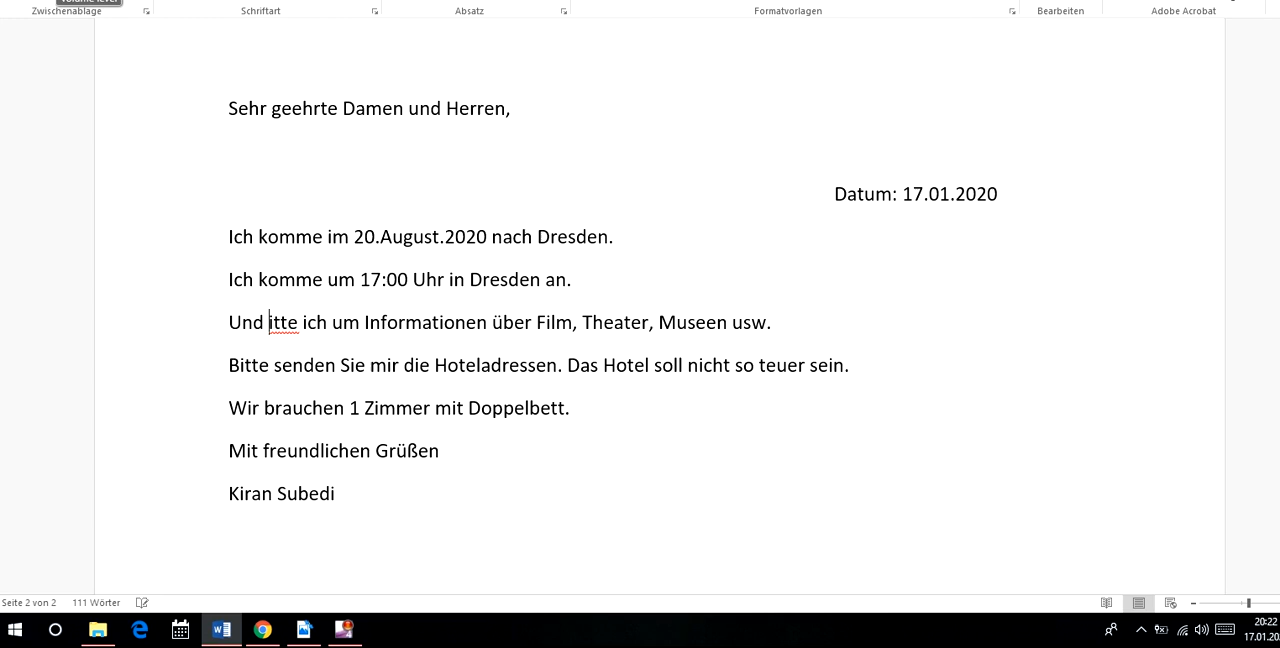 Zwischenablage Schriftart Absatz Formatvorlagen Bearbeiten Adobe Acrobat
Sehr geehrte Damen und Herren,
Datum: 17.01.2020
Ich komme im 20.August.2020 nach Dresden.
Ich komme um 17:00 Uhr in Dresden an.
Und itte ich um Informationen über Film, Theater, Museen usw.
Bitte senden Sie mir die Hoteladressen. Das Hotel soll nicht so teuer sein.
Wir brauchen 1 Zimmer mit Doppelbett.
Mit freundlichen Grüßen
Kiran Subedi
Seite 2 von 2 111 Wörter
20:22
17.01.20